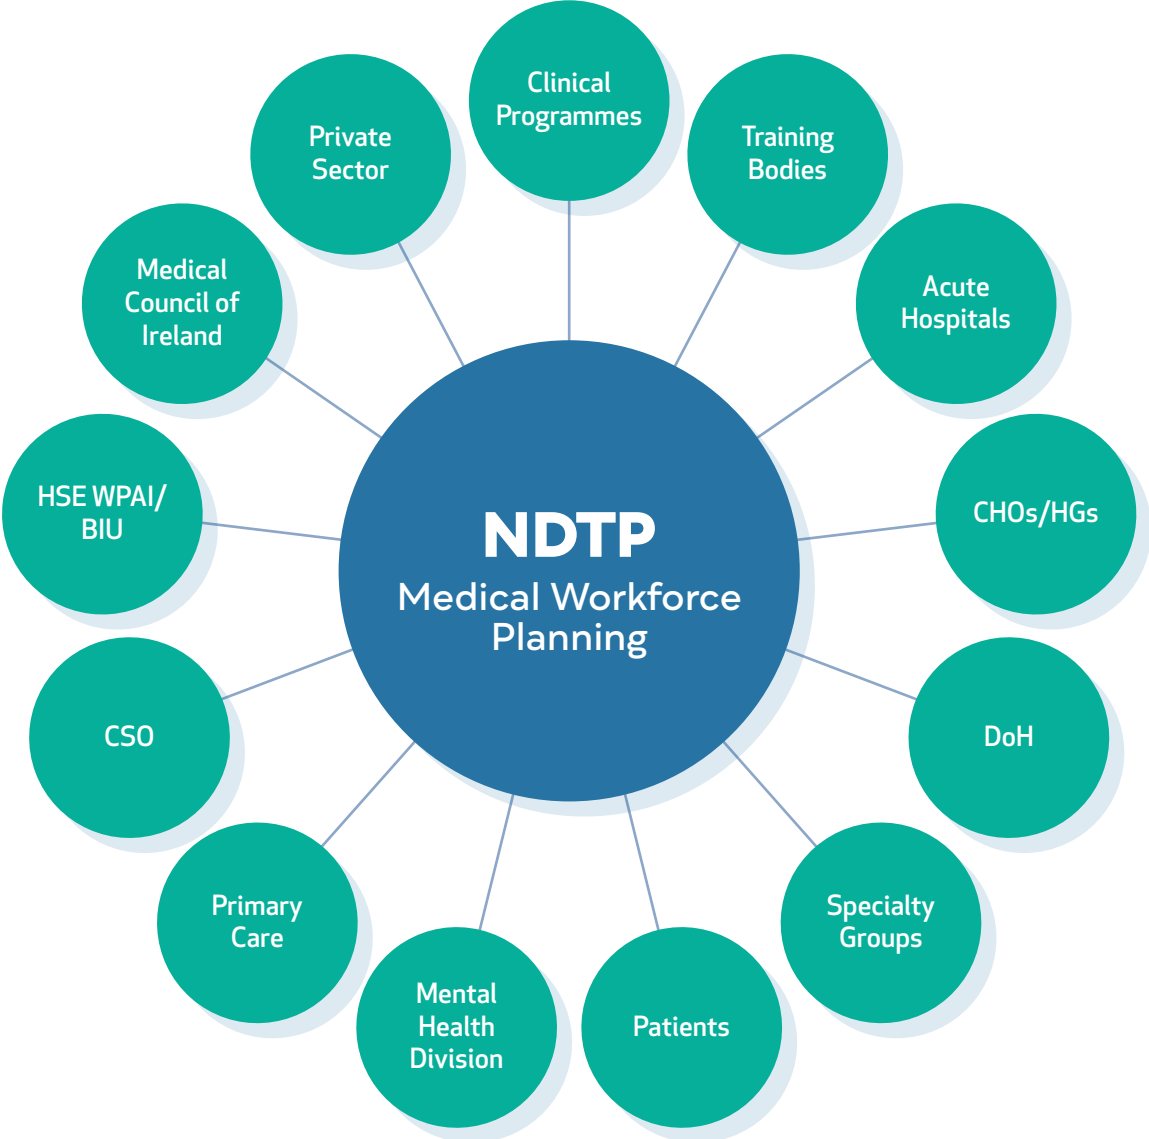 Clinical
Programmes
Training
Bodies
Acute
Hospitals
CHOs/HGs
DoH
Specialty
Groups
Patients
Mental
Health
Division
Primary
Care
CSO
HSE WPAI/
BIU
Medical
Council of
Ireland
Private
Sector
NDTP
Medical Workforce
Planning